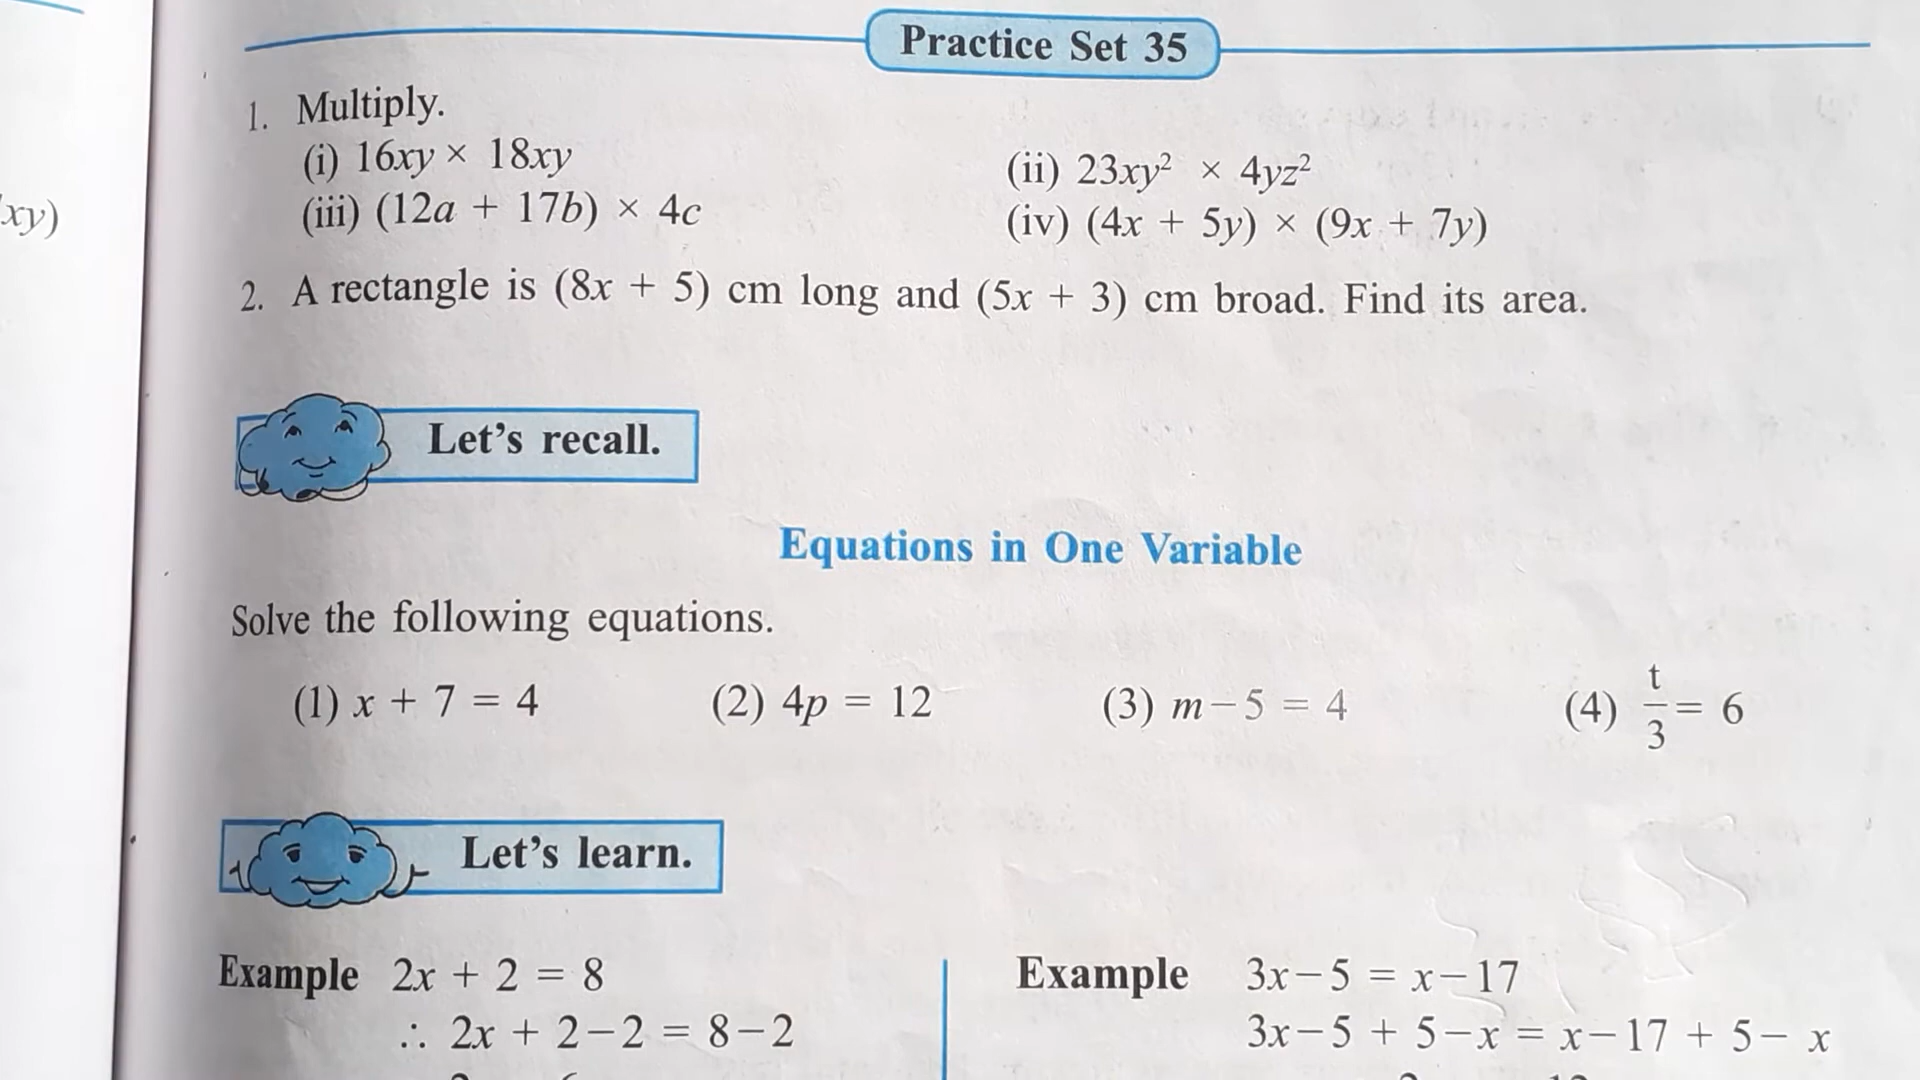 Practice Set 35
1. Multiply.
(i) 16xy × 18xy
(ii) 23xy² × 4yz²
(iii) (12a + 17b) × 4c
(iv) (4x + 5y) × (9x + 7y)
xy)
2. A rectangle is (8x + 5) cm long and (5x + 3) cm broad. Find its area.
Let’s recall.
Equations in One Variable
Solve the following equations.
(1) x + 7 = 4 (2) 4p = 12 (3) m – 5 = 4 (4) t/3 = 6
Let’s learn.
Example 2x + 2 = 8
∴ 2x + 2 – 2 = 8 – 2
Example 3x – 5 = x – 17
3x – 5 + 5 – x = x – 17 + 5 – x